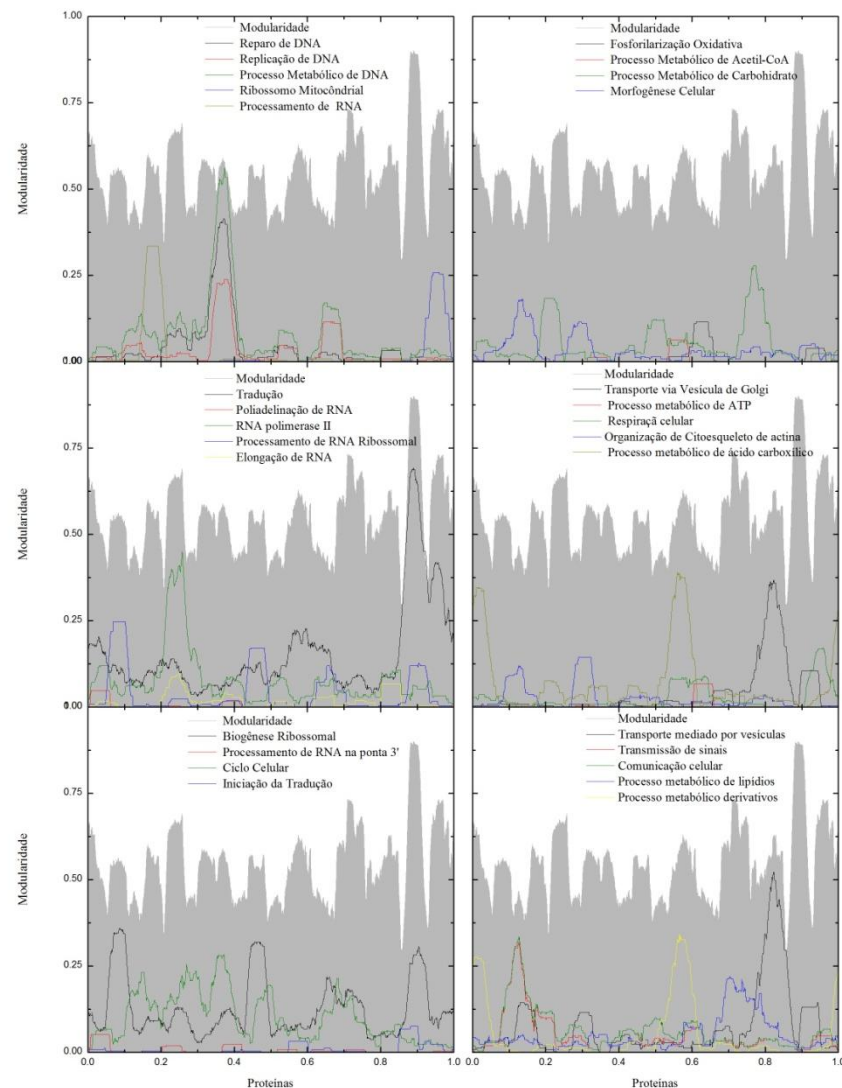 Modularidade
Reparo de DNA
Replicação de DNA
Processo Metabólico de DNA
Ribossomo Mitocôndrial
Processamento de RNA
1.00
0.75
0.50
0.25
0.00
Modularidade
Modularidade
Fosforilarização Oxidativa
Processo Metabólico de Acetil-CoA
Processo Metabólico de Carbohidrato
Morfogênese Celular
Modularidade
Tradução
Poliadelinação de RNA
RNA polimerase II
Processamento de RNA Ribossomal
Elongação de RNA
1.00
0.75
0.50
0.25
0.00
Modularidade
Modularidade
Transporte via Vesícula de Golgi
Processo metabólico de ATP
Respiraçã celular
Organização de Citoesqueleto de actina
Processo metabólico de ácido carboxílico
Modularidade
Biogênese Ribossomal
Processamento de RNA na ponta 3'
Ciclo Celular
Iniciação da Tradução
0.75
0.50
0.25
0.00
Modularidade
0.0 0.2 0.4 0.6 0.8 1.0
Proteinas
Modularidade
Transporte mediado por vesículas
Transmissão de sinais
Comunicação celular
Processo metabólico de lipídios
Processo metabólico derivativos
0.0 0.2 0.4 0.6 0.8 1.0
Proteinas